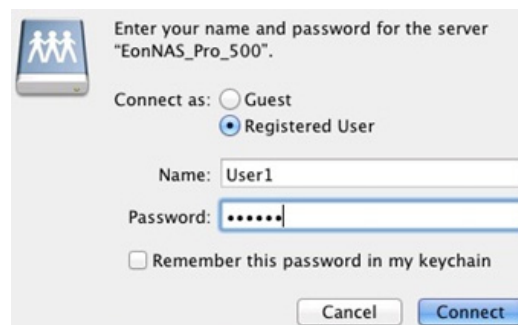 Enter your name and password for the server
“EonNAS_Pro_500”.
Connect as: Guest
Registered User
Name: User1
Password: ••••••
Remember this password in my keychain
Cancel Connect